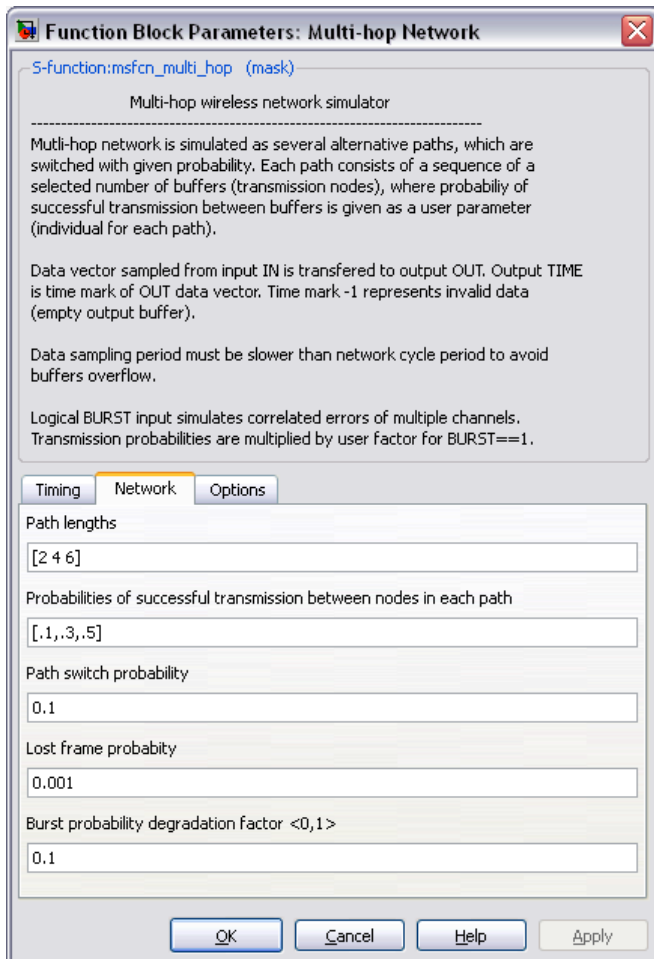 Function Block Parameters: Multi-hop Network
S-function:msfcn_multi_hop (mask)
Multi-hop wireless network simulator
---------------------------------------------------------------------------
Mutli-hop network is simulated as several alternative paths, which are
switched with given probability. Each path consists of a sequence of a
selected number of buffers (transmission nodes), where probabiliy of
successful transmission between buffers is given as a user parameter
(individual for each path).
Data vector sampled from input IN is transfered to output OUT. Output TIME
is time mark of OUT data vector. Time mark -1 represents invalid data
(empty output buffer).
Data sampling period must be slower than network cycle period to avoid
buffers overflow.
Logical BURST input simulates correlated errors of multiple channels.
Transmission probabilities are multiplied by user factor for BURST==1.
Timing Network Options
Path lengths
[2 4 6]
Probabilities of successful transmission between nodes in each path
[.1,.3,.5]
Path switch probability
0.1
Lost frame probabity
0.001
Burst probability degradation factor <0,1>
0.1
OK Cancel Help Apply